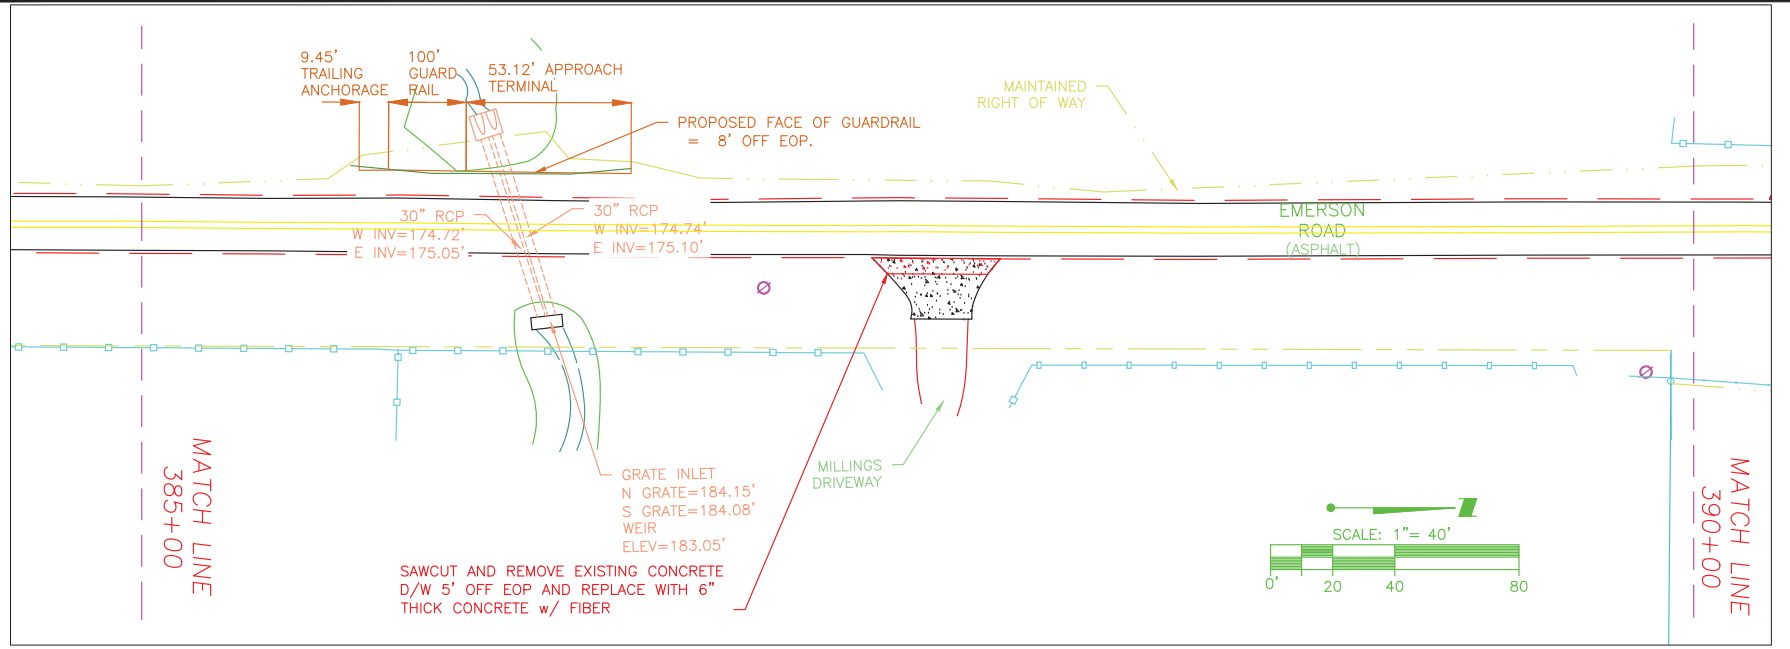 9.45'
TRAILING
ANCHORAGE
100'
GUARD
RAIL
53.12' APPROACH
TERMINAL
PROPOSED FACE OF GUARDRAIL
= 8' OFF EOP.
MAINTAINED
RIGHT OF WAY
30" RCP
W INV=174.72'
E INV=175.05'
30" RCP
W INV=174.74'
E INV=175.10'
EMERSON
ROAD
(ASPHALT)
MATCH LINE
385+00
GRATE INLET
N GRATE=184.15'
S GRATE=184.08'
WEIR
ELEV=183.05'
MILLINGS
DRIVEWAY
SAWCUT AND REMOVE EXISTING CONCRETE
D/W 5' OFF EOP AND REPLACE WITH 6"
THICK CONCRETE w/ FIBER
SCALE: 1"= 40'
0' 20 40 80
MATCH LINE
390+00